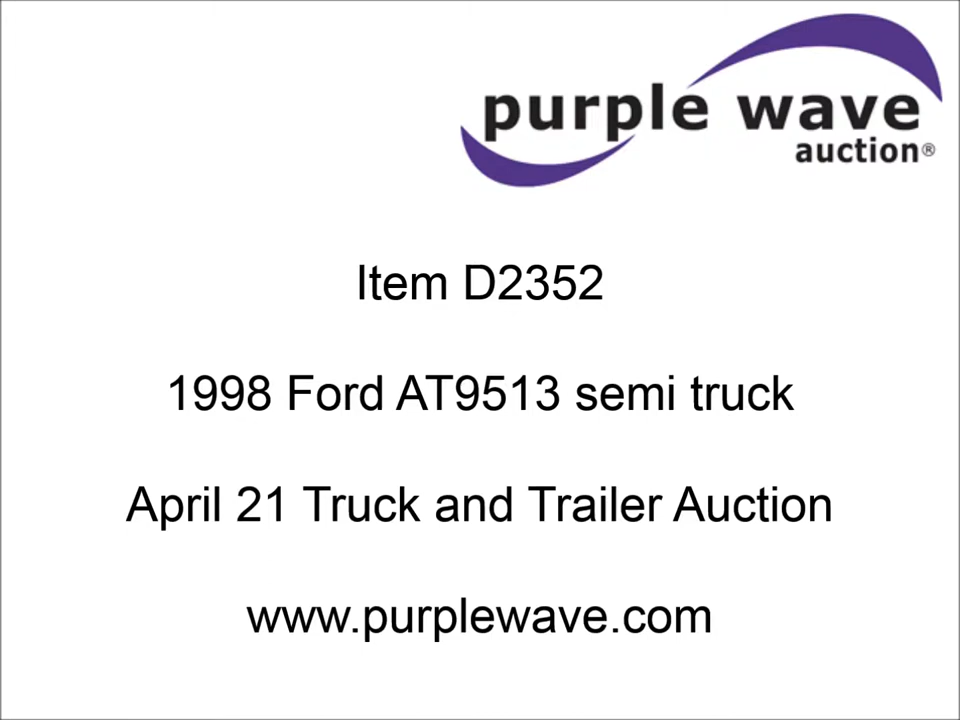 purple wave
auction®
Item D2352
1998 Ford AT9513 semi truck
April 21 Truck and Trailer Auction
www.purplewave.com